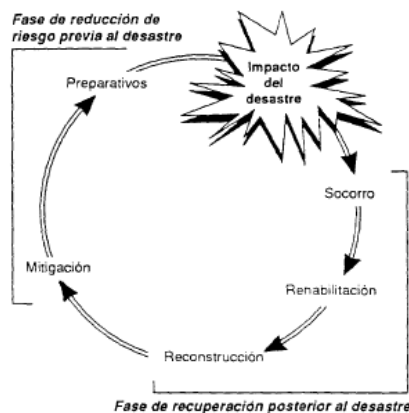 Fase de reducción de
riesgo previa al desastre
Impacto
del
desastre
Preparativos
Socorro
Mitigación
Rehabilitación
Reconstrucción
Fase de recuperación posterior al desastre